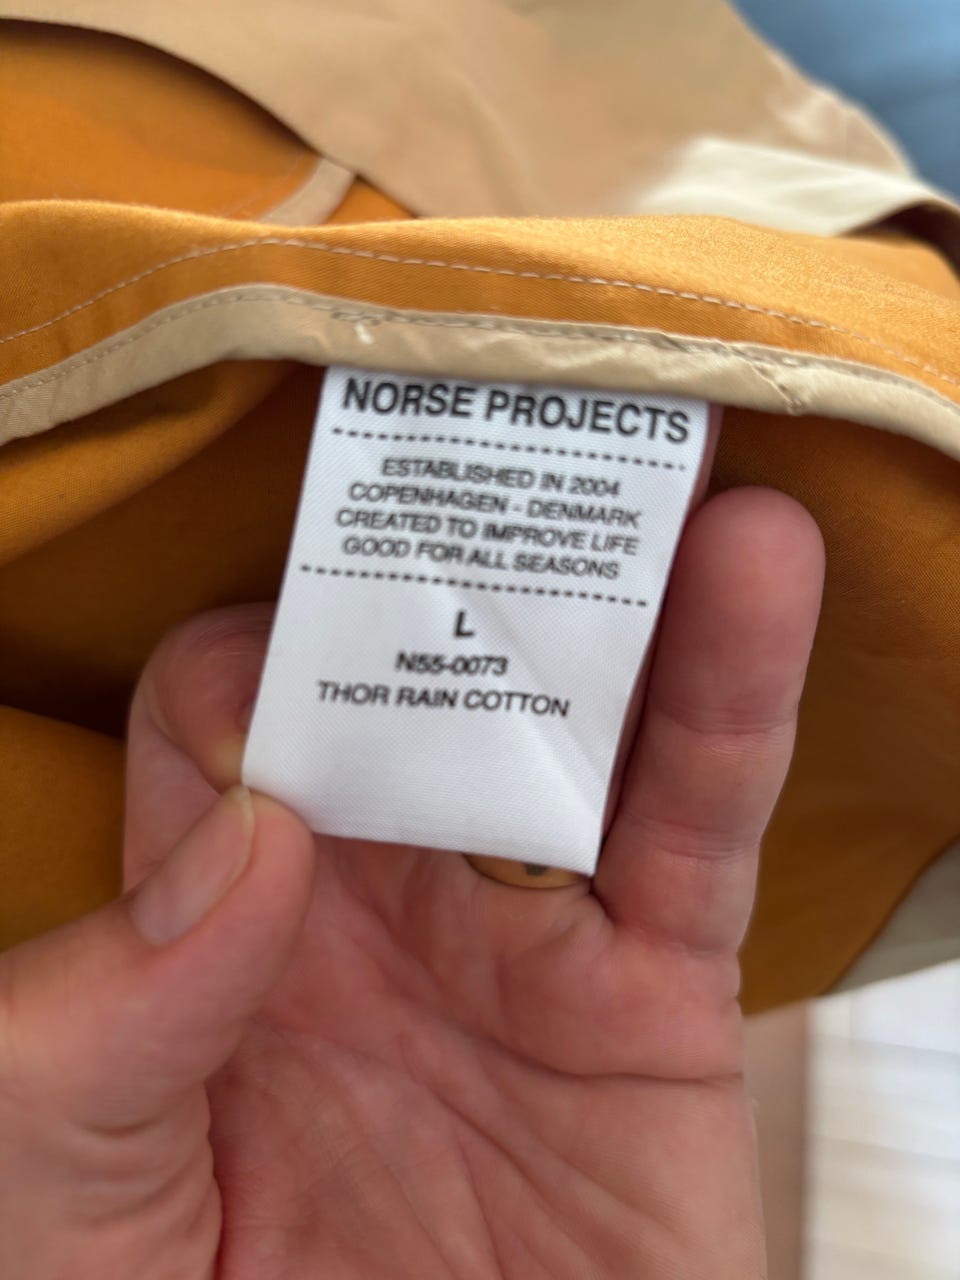 NORSE PROJECTS
ESTABLISHED IN 2004
COPENHAGEN - DENMARK
CREATED TO IMPROVE LIFE
GOOD FOR ALL SEASONS
L
N55-0073
THOR RAIN COTTON